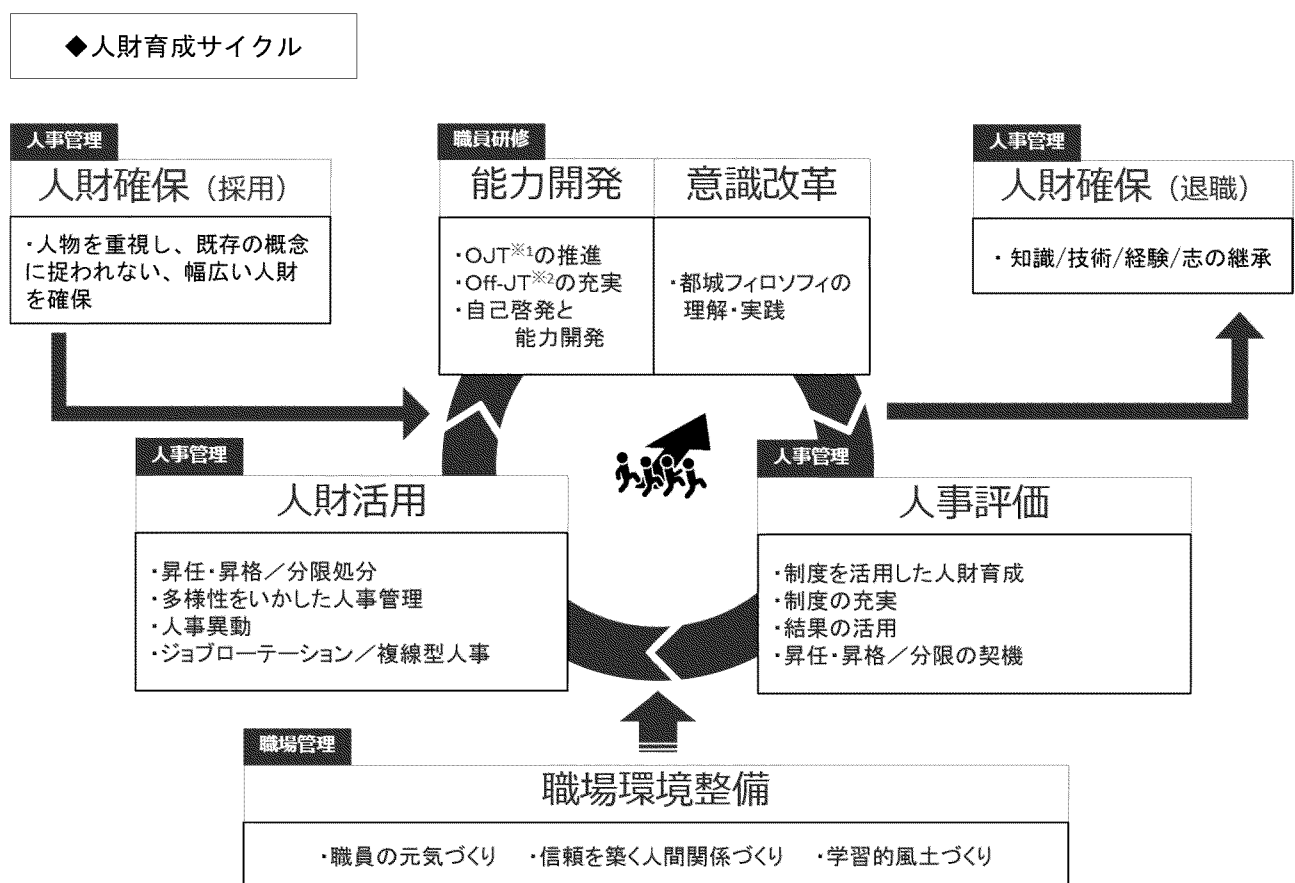 ◆人財育成サイクル
人事管理
人財確保（採用）
・人物を重視し、既存の概念
に捉われない、幅広い人財
を確保
職員研修
能力開発
・OJT※1の推進
・Off-JT※2の充実
・自己啓発と
能力開発
意識改革
・都城フィロソフィの
理解・実践
人事管理
人財確保（退職）
・知識/技術/経験/志の継承
人事管理
人財活用
・昇任・昇格／分限処分
・多様性をいかした人事管理
・人事異動
・ジョブローテーション／複線型人事
人事管理
人事評価
・制度を活用した人財育成
・制度の充実
・結果の活用
・昇任・昇格／分限の契機
職場管理
職場環境整備
・職員の元気づくり ・信頼を築く人間関係づくり ・学習的風土づくり